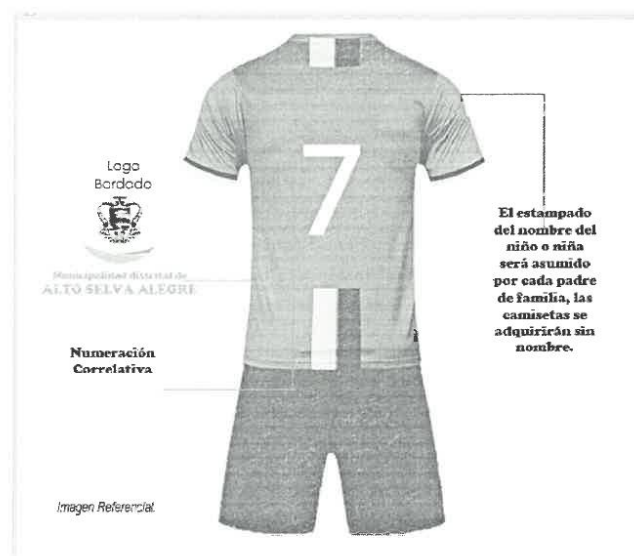 7
Logo
Bordado
Municipalidad distrital de
ALTO SELVA ALEGRE
El estampado
del nombre del
niño o niña
será asumido
por cada padre
de familia, las
camisetas se
adquirirán sin
nombre.
Numeración
Correlativa
Imagen Referencial.